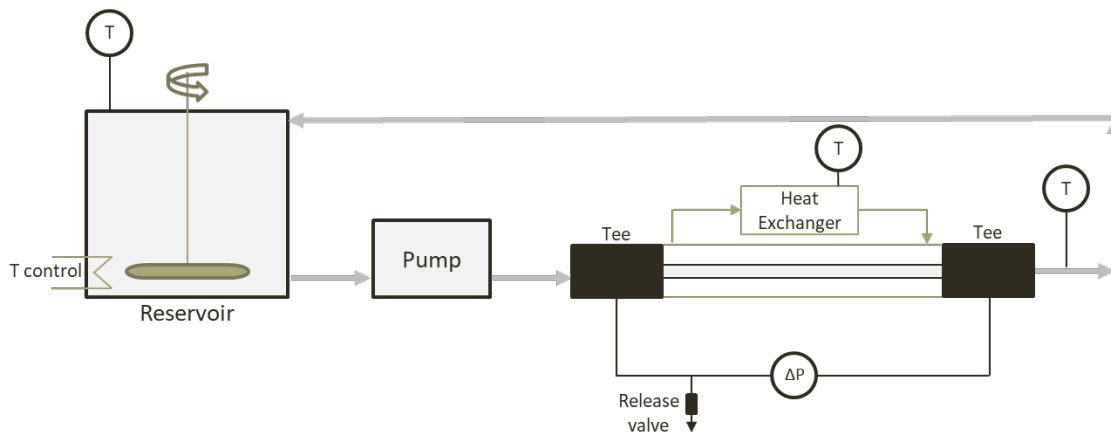 T
T
Heat
Exchanger
T
Tee
Tee
Pump
T control
Reservoir
ΔP
Release
valve